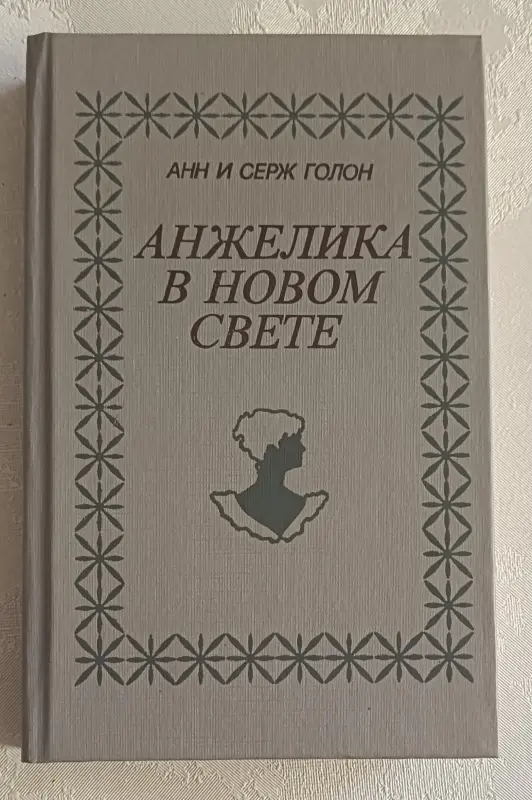 АНН И СЕРЖ ГОЛОН
АНЖЕЛИКА
В НОВОМ
СВЕТЕ